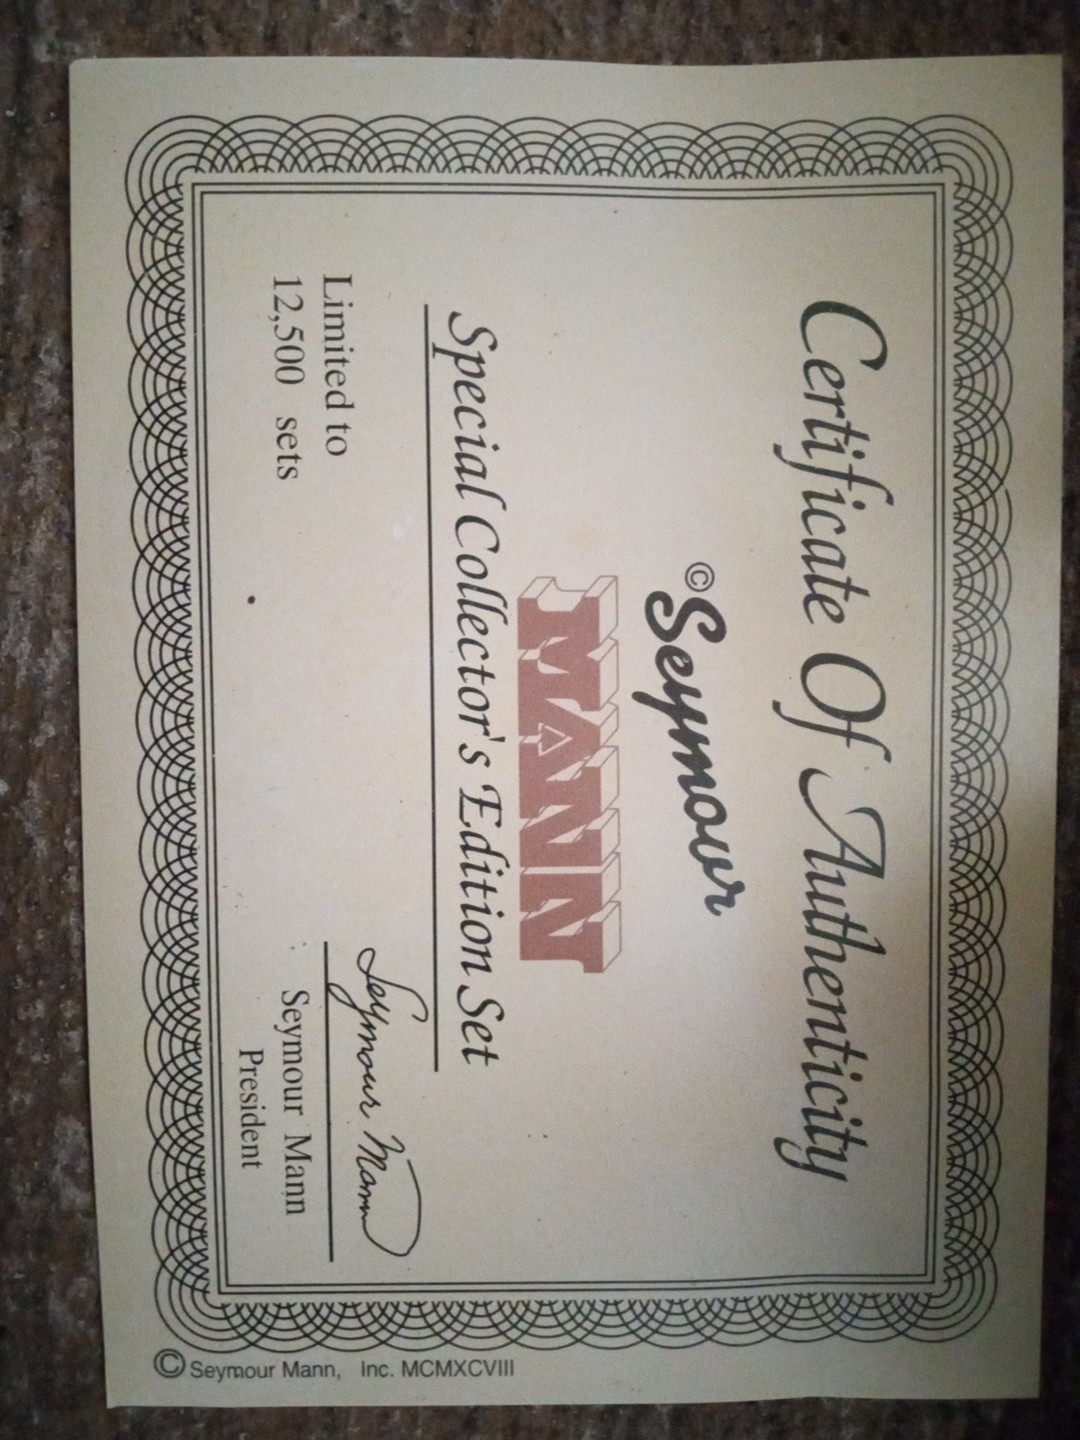 Certificate Of Authenticity
©Seymour
MANN
Special Collector's Edition Set
Limited to
12,500 sets
Seymour Mann
Seymour Mann
President
© Seymour Mann, Inc. MCMXCVIII